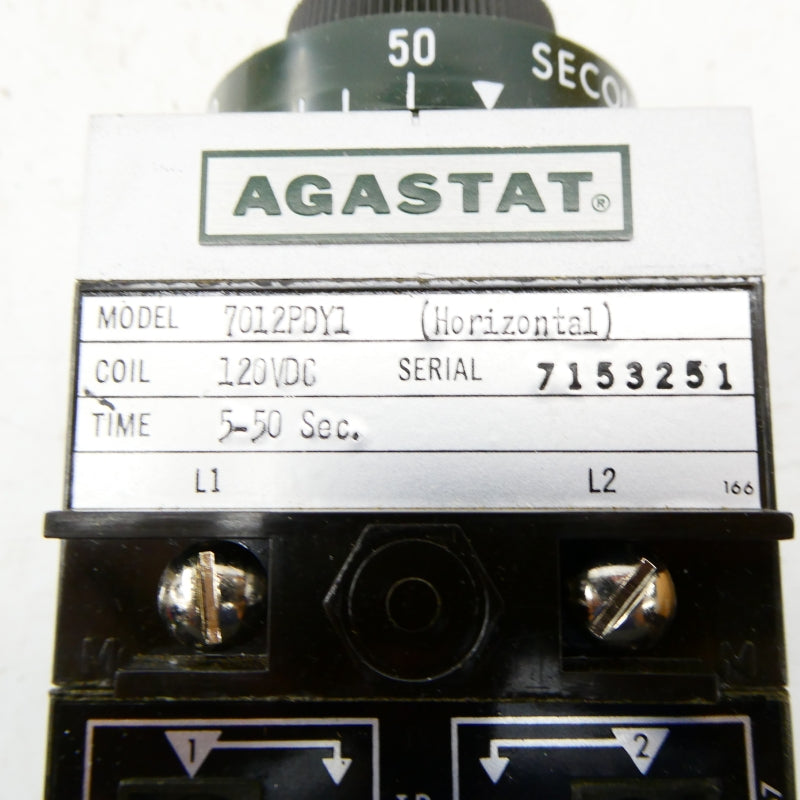 50 SECO
AGASTAT®
MODEL 7012PDY1 (Horizontal)
COIL 120VDC SERIAL 7153251
TIME 5-50 Sec.
L1 L2 166
M M
1 2
7